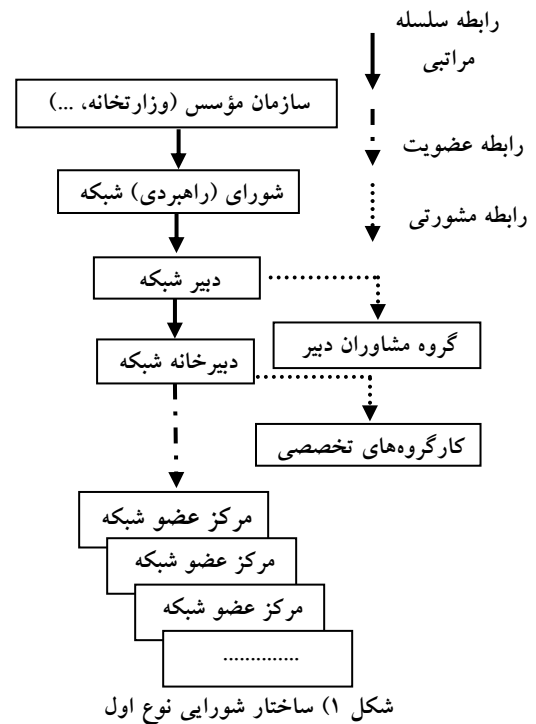 رابطه سلسله
مراتبی
سازمان مؤسس (وزارتخانه، ...)
رابطه عضویت
شورای (راهبردی) شبکه
رابطه مشورتی
دبیر شبکه
گروه مشاوران دبیر
دبیرخانه شبکه
کارگروه‌های تخصصی
مرکز عضو شبکه
مرکز عضو شبکه
مرکز عضو شبکه
..............
شکل ۱) ساختار شورایی نوع اول